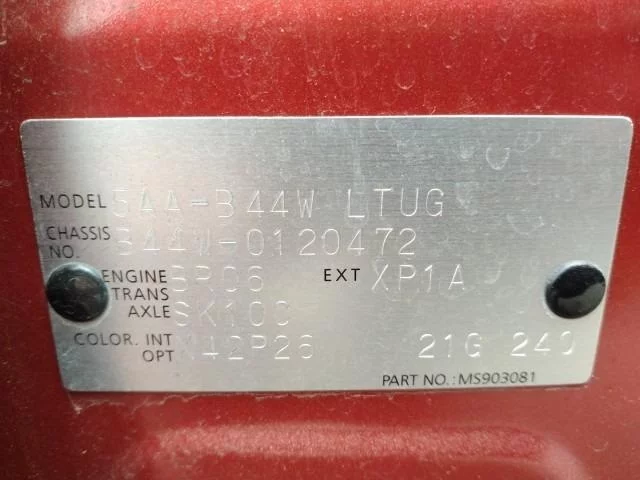 MODEL 5AA-B44W LTUG
CHASSIS NO. B44W-0120472
ENGINE BR06 EXT XP1A
TRANS
AXLE SK10C
COLOR. INT 42P26 21G 240
OPT
PART NO.: MS903081